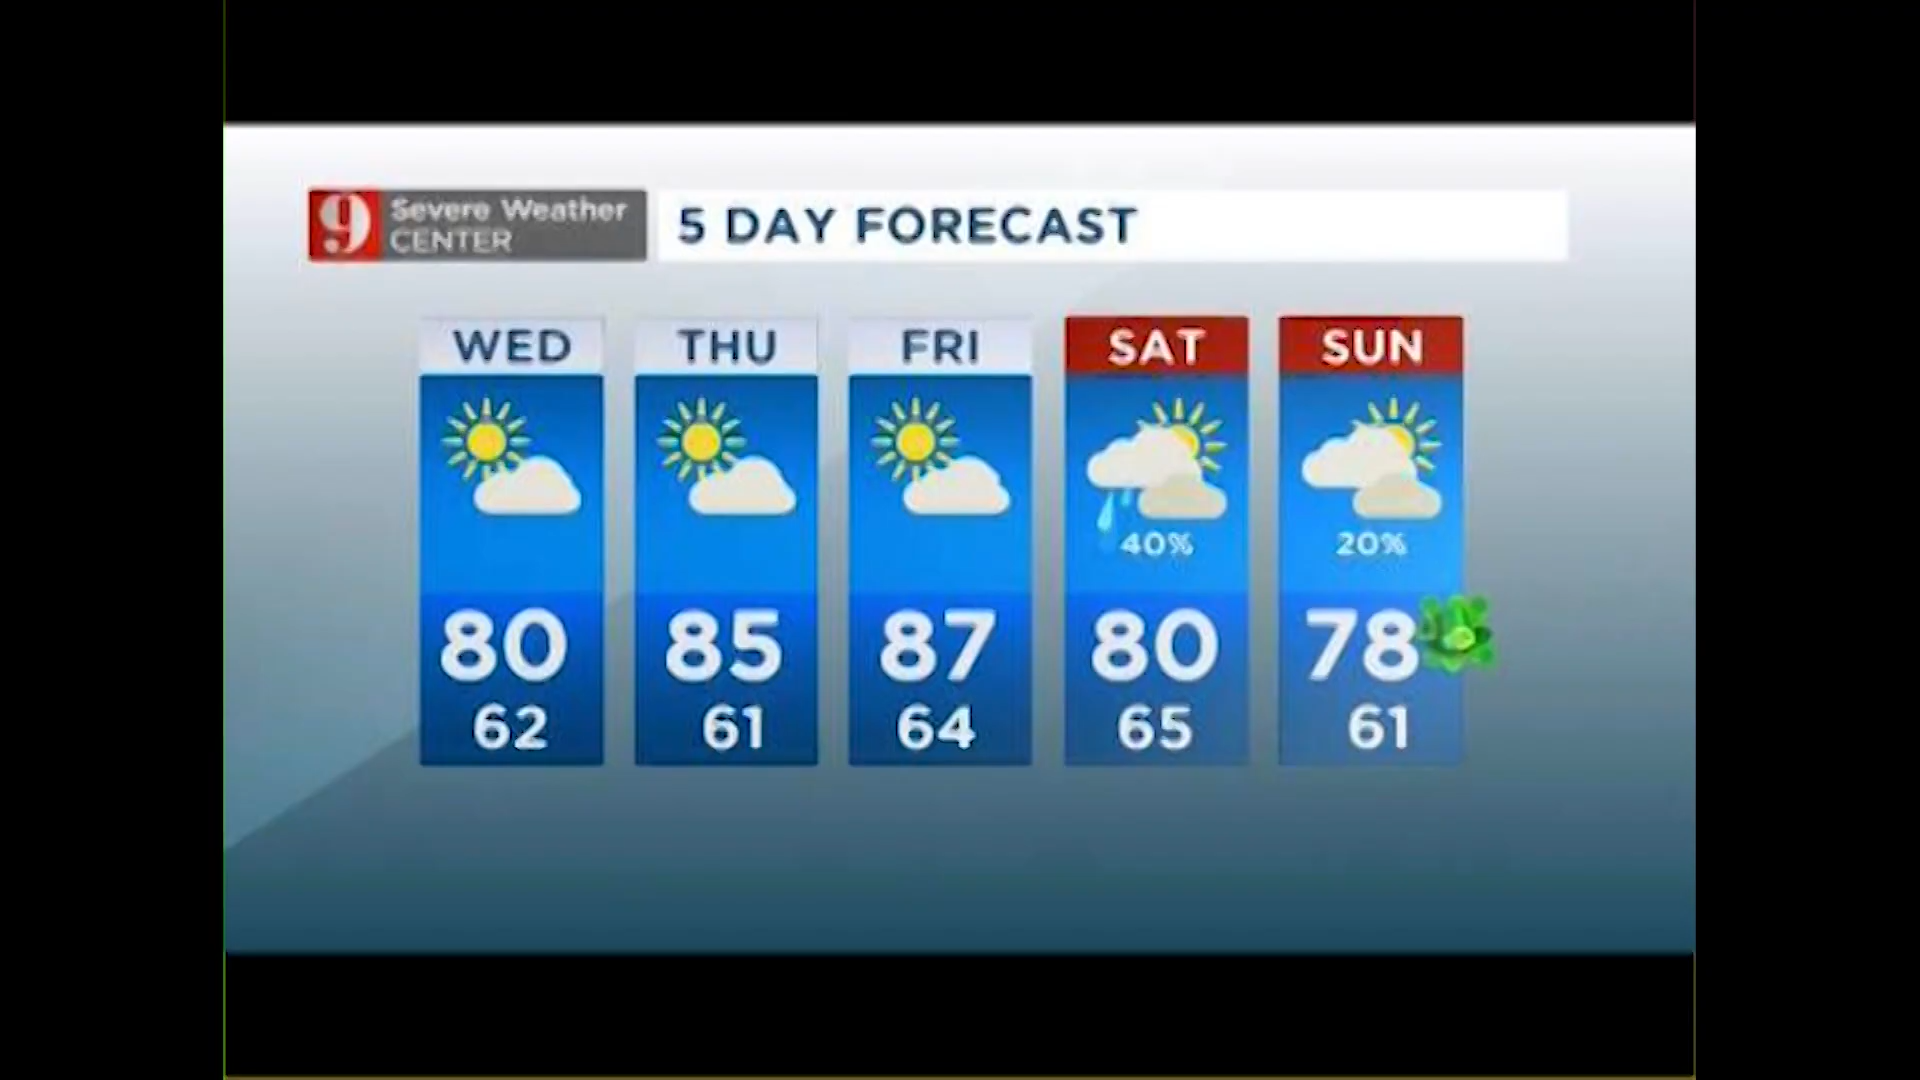 9 Severe Weather
CENTER
5 DAY FORECAST
WED THU FRI SAT SUN
40% 20%
80 85 87 80 78
62 61 64 65 61